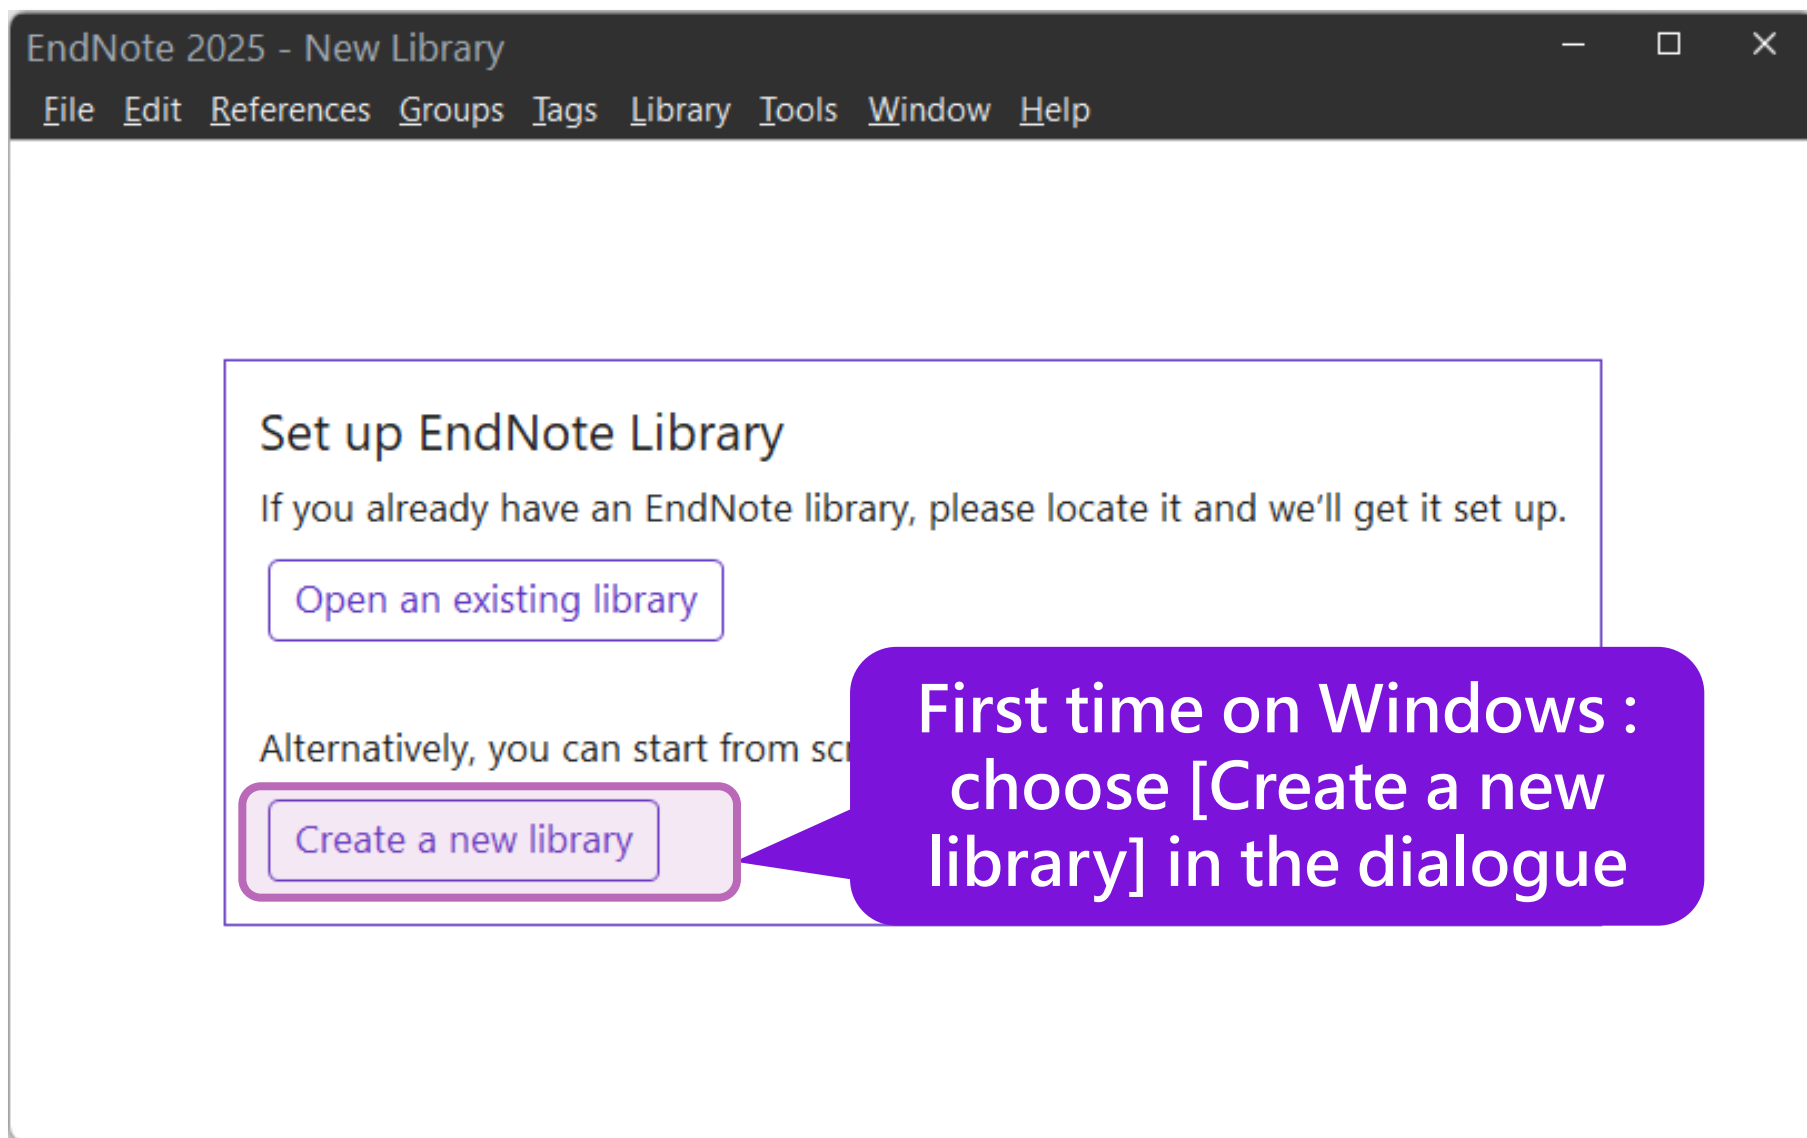 EndNote 2025 - New Library
File Edit References Groups Tags Library Tools Window Help
Set up EndNote Library
If you already have an EndNote library, please locate it and we’ll get it set up.
Open an existing library
Alternatively, you can start from
Create a new library
First time on Windows :
choose [Create a new
library] in the dialogue